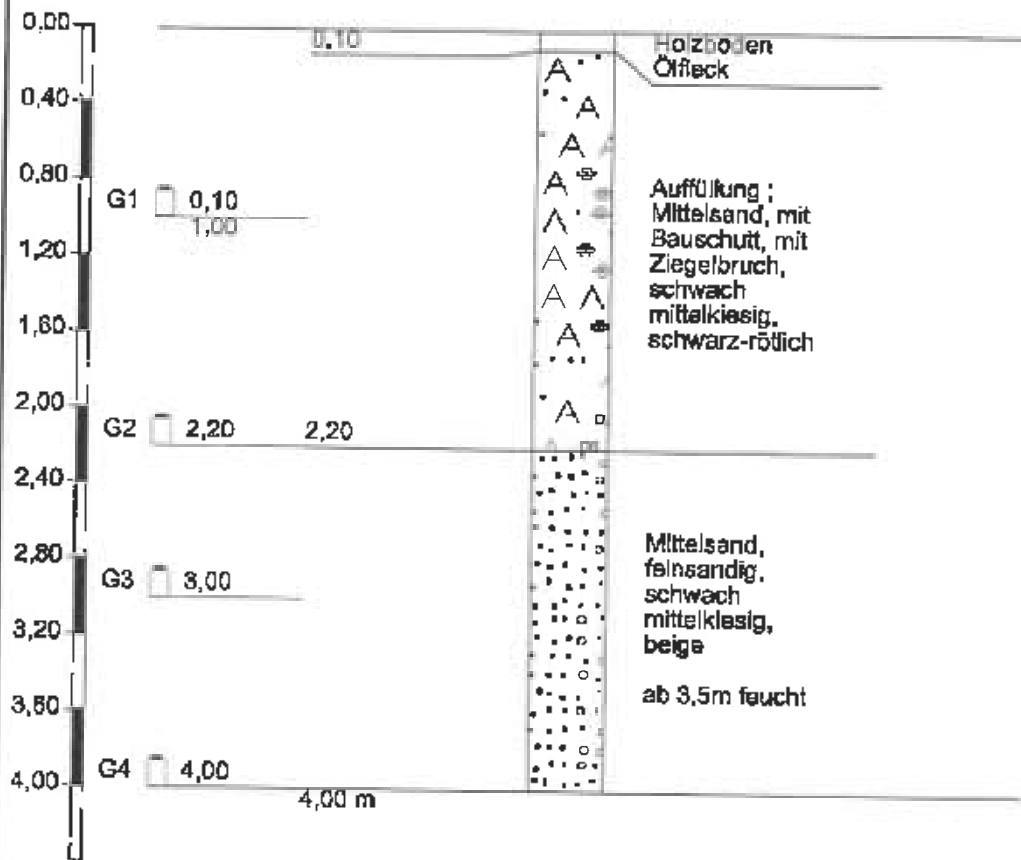 0,00
0,10
Holzboden
Ölfleck
0,40
0,80
G1 0,10
1,00
Auffüllung ;
Mittelsand, mit
Bauschutt, mit
Ziegelbruch,
schwach
mittelkiesig,
schwarz-rötlich
1,20
1,60
2,00
G2 2,20 2,20
2,40
2,80
G3 3,00
Mittelsand,
feinsandig,
schwach
mittelkiesig,
beige
3,20
ab 3,5m feucht
3,60
4,00
G4 4,00
4,00 m